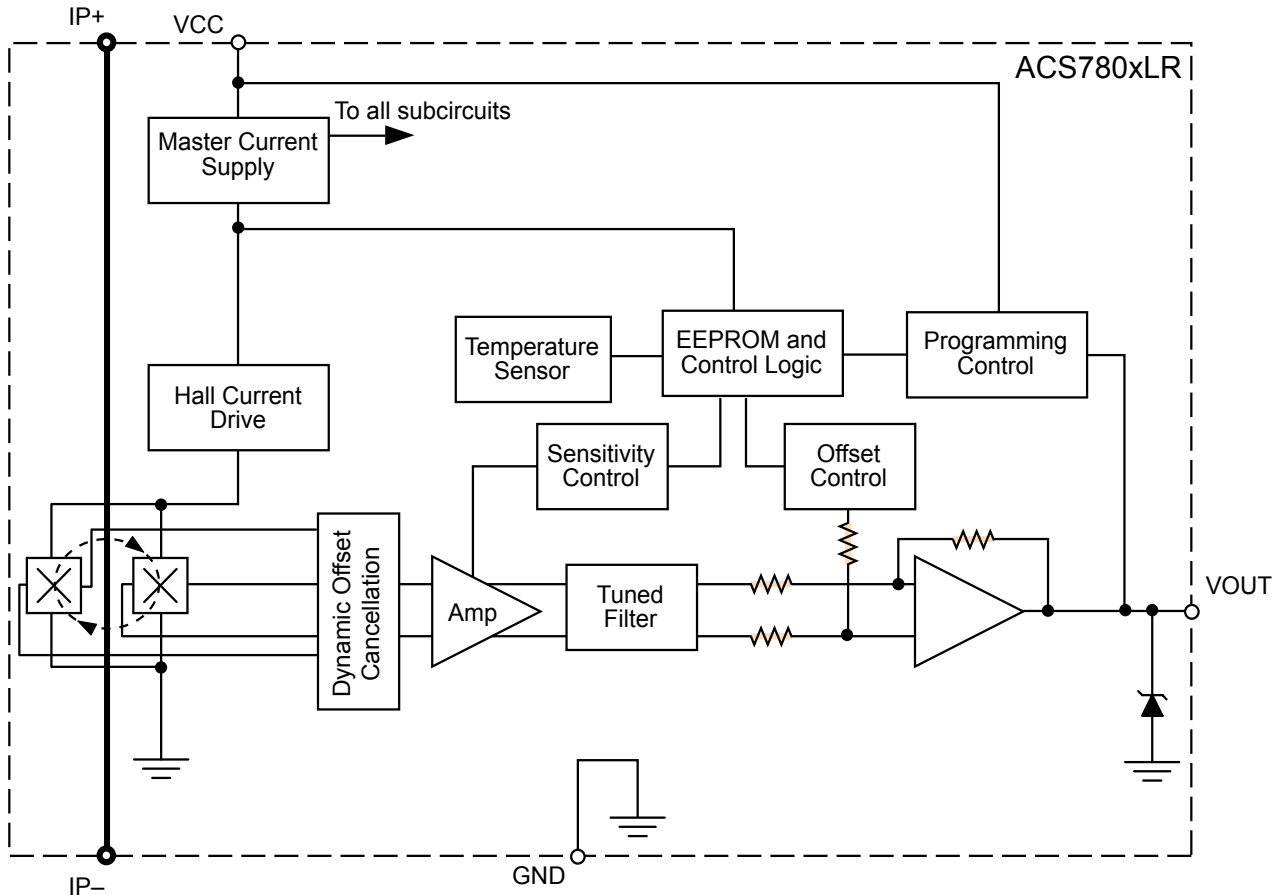 IP+
VCC
ACS780xLR
To all subcircuits
Master Current
Supply
Temperature
Sensor
EEPROM and
Control Logic
Programming
Control
Hall Current
Drive
Sensitivity
Control
Offset
Control
Dynamic Offset
Cancellation
Amp
Tuned
Filter
VOUT
GND
IP–